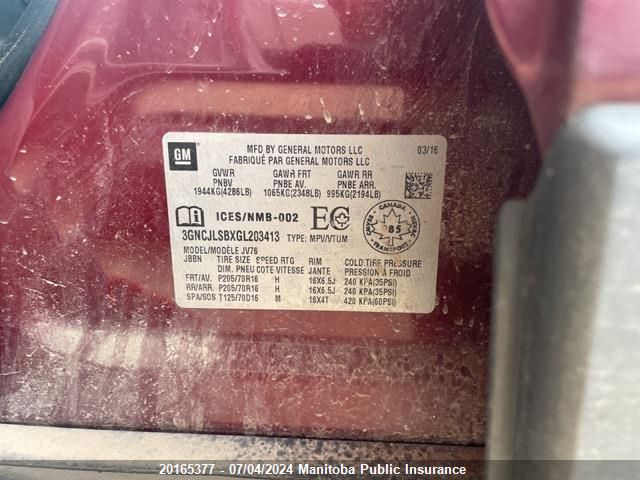 GM
MFD BY GENERAL MOTORS LLC 03/16
FABRIQUÉ PAR GENERAL MOTORS LLC
GVWR GAWR FRT GAWR RR
PNBV PNBE AV. PNBE ARR.
1944KG(4286LB) 1065KG(2348LB) 995KG(2194LB)
ICES/NMB-002 EC
CANADA
85
3GNCJLSBXGL203413 TYPE: MPV/VTUM
MODEL/MODÈLE JV76
JBBN TIRE SIZE SPEED RTG RIM COLD TIRE PRESSURE
DIM. PNEU COTE VITESSE JANTE PRESSION À FROID
FRT/AV. P205/70R16 H 16X6.5J 240 KPA(35PSI)
RR/ARR. P205/70R16 H 16X6.5J 240 KPA(35PSI)
SPA/SOS T125/70D16 M 16X4T 420 KPA(60PSI)
20165377 - 07/04/2024 Manitoba Public Insurance